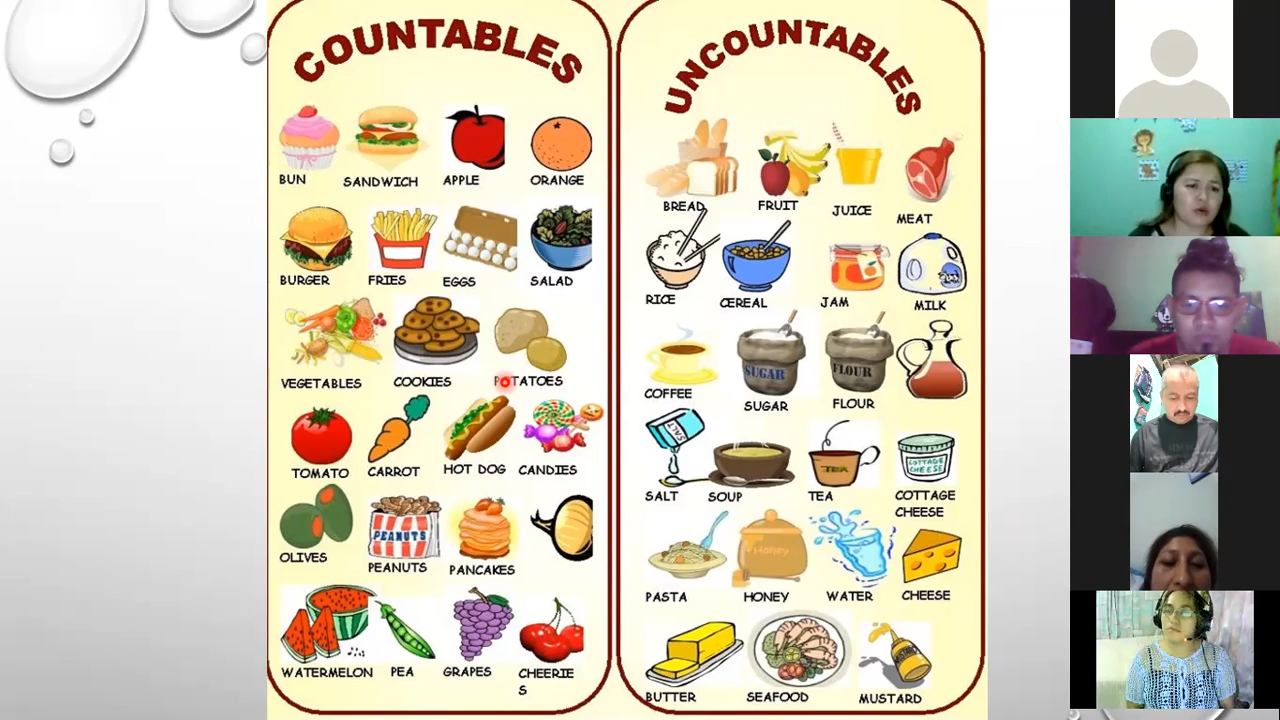 COUNTABLES
BUN SANDWICH APPLE ORANGE
BURGER FRIES EGGS SALAD
VEGETABLES COOKIES POTATOES
TOMATO CARROT HOT DOG CANDIES
OLIVES PEANUTS PEANUTS PANCAKES
WATERMELON PEA GRAPES CHEERIE
S
UNCOUNTABLES
BREAD FRUIT JUICE MEAT
RICE CEREAL JAM MILK
SUGAR FLOUR
COFFEE SUGAR FLOUR
SALT TEA COTTAGE
CHEESE
SALT SOUP TEA COTTAGE
CHEESE
Honey
PASTA HONEY WATER CHEESE
BUTTER SEAFOOD MUSTARD